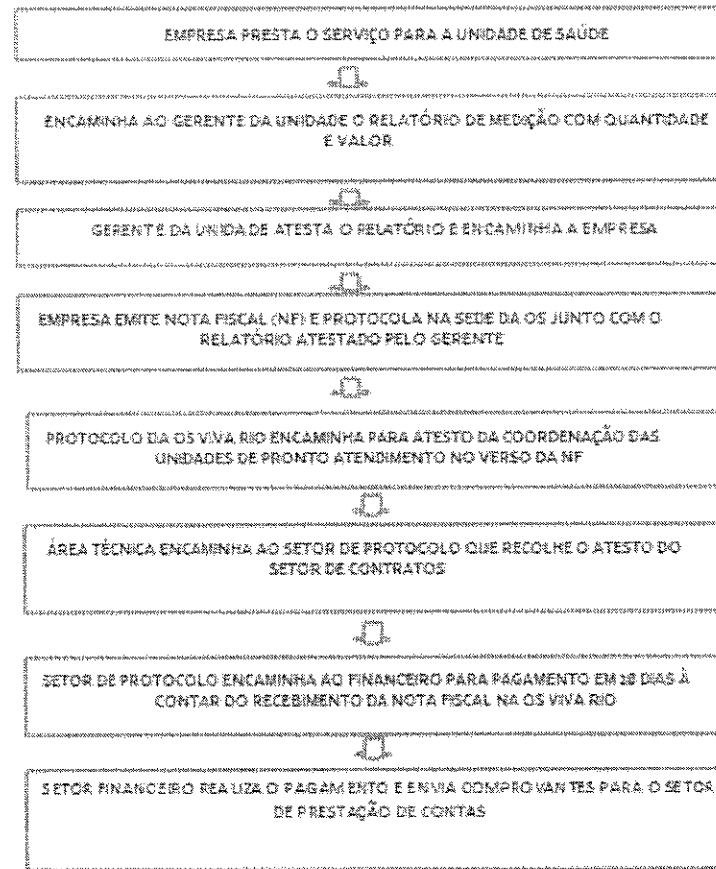 EMPRESA PRESTA O SERVIÇO PARA A UNIDADE DE SAÚDE
ENCAMINHA AO GERENTE DA UNIDADE O RELATÓRIO DE MEDIÇÃO COM QUANTIDADE
E VALOR
GERENTE DA UNIDADE ATESTA O RELATÓRIO E ENCAMINHA A EMPRESA
EMPRESA EMITE NOTA FISCAL (NF) E PROTOCOLA NA SEDE DA OS JUNTO COM O
RELATÓRIO ATESTADO PELO GERENTE
PROTOCOLO DA OS VIVA RIO ENCAMINHA PARA ATESTO DA COORDENAÇÃO DAS
UNIDADES DE PRONTO ATENDIMENTO NO VERSO DA NF
ÁREA TÉCNICA ENCAMINHA AO SETOR DE PROTOCOLO QUE RECOLHE O ATESTO DO
SETOR DE CONTRATOS
SETOR DE PROTOCOLO ENCAMINHA AO FINANCEIRO PARA PAGAMENTO EM DIAS À
CONTAR DO RECEBIMENTO DA NOTA FISCAL NA OS VIVA RIO
SETOR FINANCEIRO REALIZA O PAGAMENTO E ENVIA COMPROVANTES PARA O SETOR
DE PRESTAÇÃO DE CONTAS